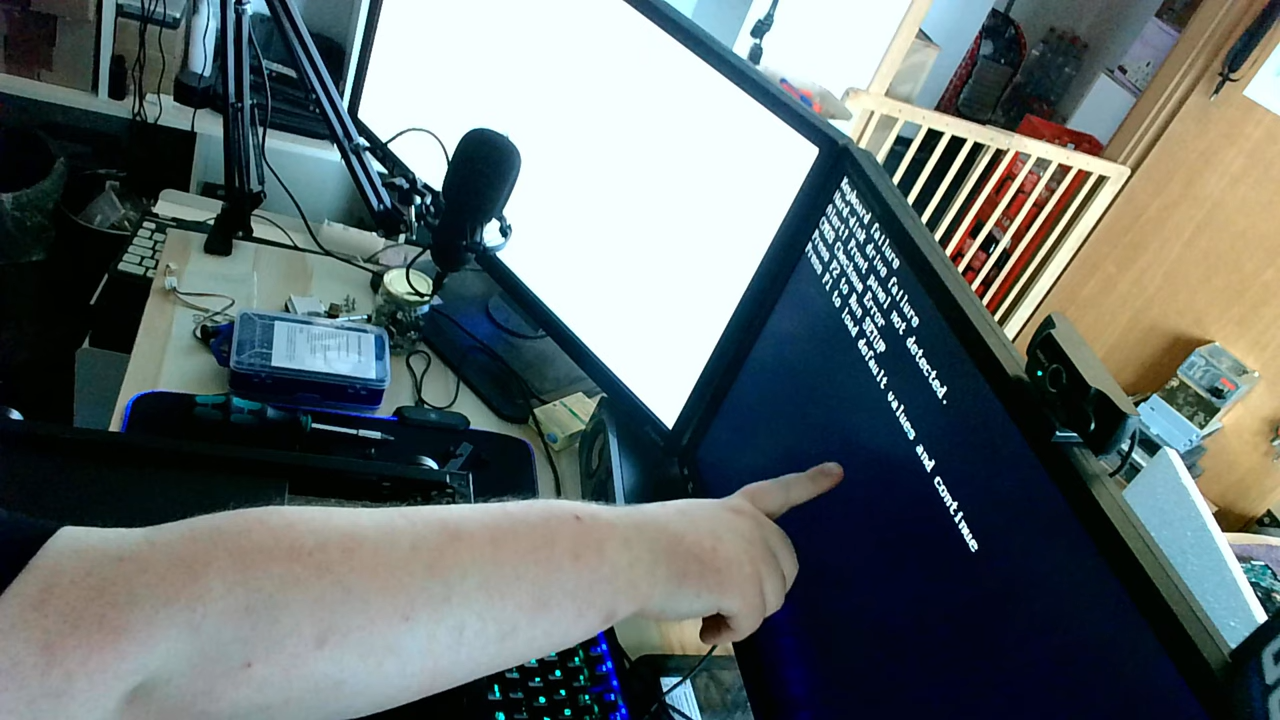 Keyboard failure
Hard disk drive failure
Alert! Front panel not detected.
CMOS Checksum Error
Press F2 to Run SETUP
Press F1 to load default values and continue